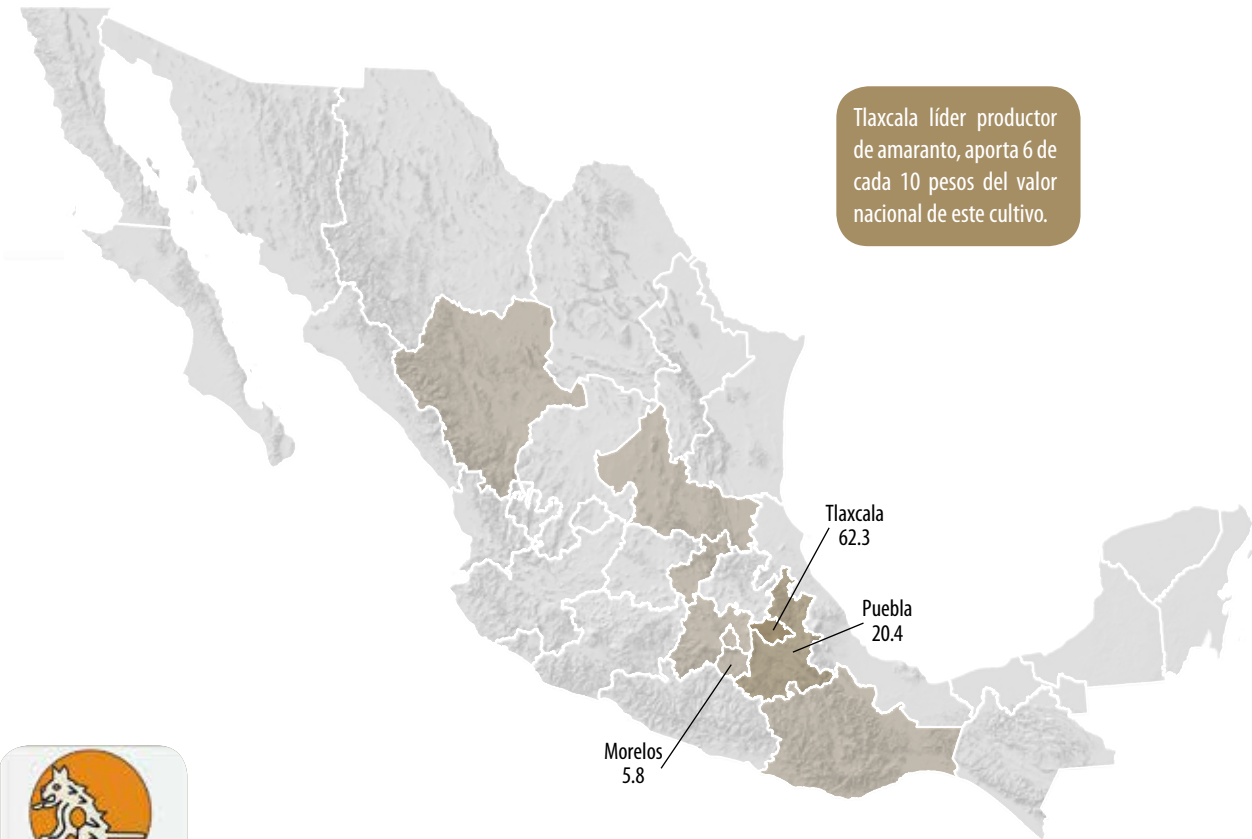 Tlaxcala líder productor
de amaranto, aporta 6 de
cada 10 pesos del valor
nacional de este cultivo.
Tlaxcala
62.3
Puebla
20.4
Morelos
5.8